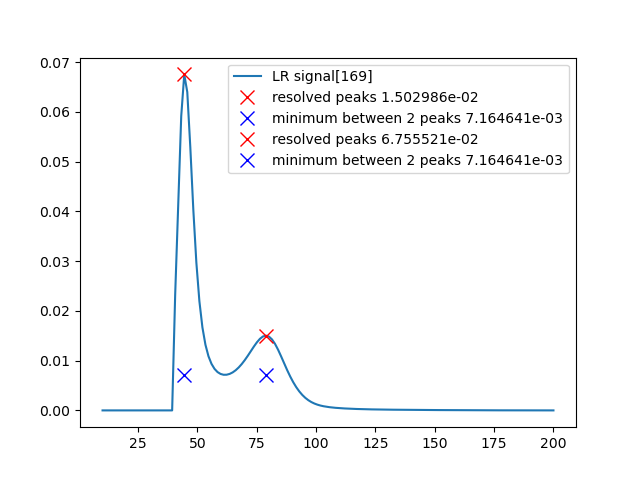 0.07
0.06
0.05
0.04
0.03
0.02
0.01
0.00
LR signal[169]
resolved peaks 1.502986e-02
minimum between 2 peaks 7.164641e-03
resolved peaks 6.755521e-02
minimum between 2 peaks 7.164641e-03
25 50 75 100 125 150 175 200